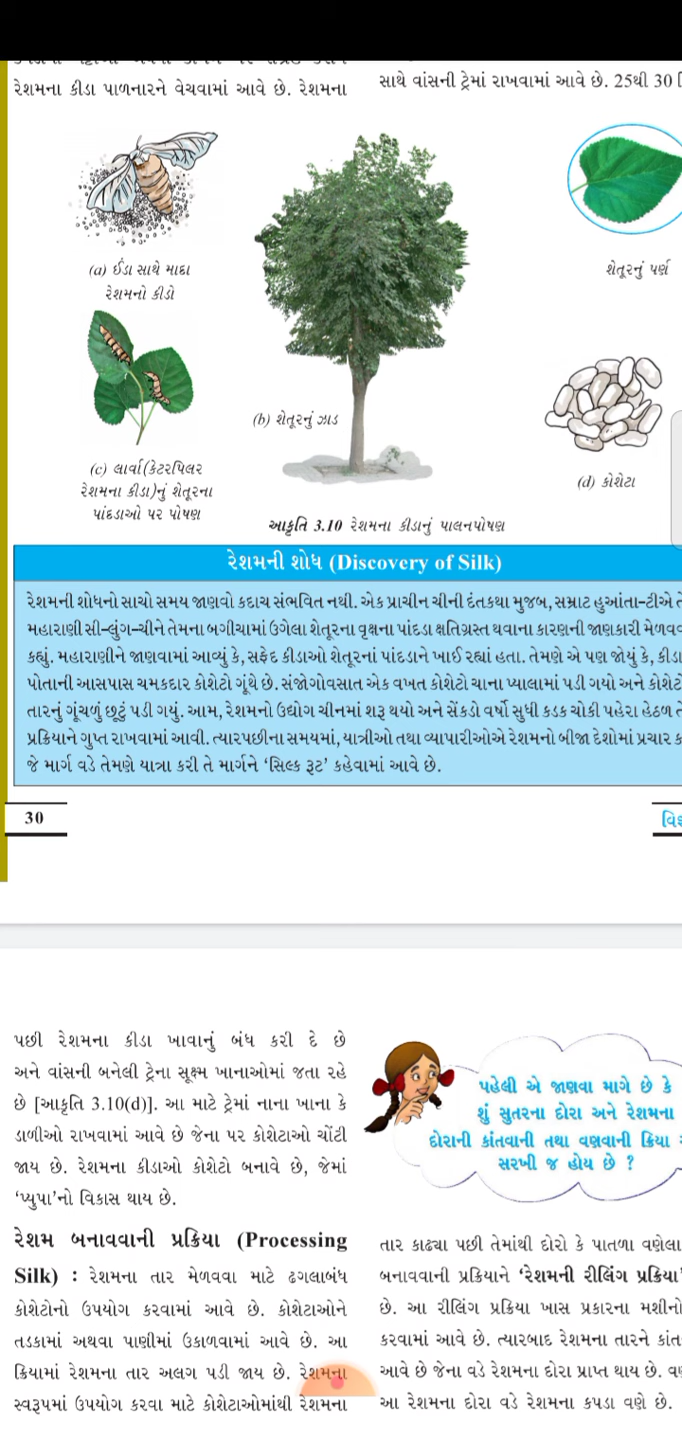 રેશમના કીડા પાળનારને વેચવામાં આવે છે. રેશમના
સાથે વાંસની ટ્રેમાં રાખવામાં આવે છે. 25થી 30
(a) ઈંડા સાથે માદા
રેશમનો કીડો
શેતૂરનું પર્ણ
(b) શેતૂરનું ઝાડ
(c) લાર્વા(કેટરપિલર
રેશમના કીડા)નું શેતૂરના
પાંદડાઓ પર પોષણ
(d) કોશેટા
આકૃતિ 3.10 રેશમના કીડાનું પાલનપોષણ
રેશમની શોધ (Discovery of Silk)
રેશમની શોધનો સાચો સમય જાણવો કદાચ સંભવિત નથી. એક પ્રાચીન ચીની દંતકથા મુજબ, સમ્રાટ હુઆંતા-ટીએ
મહારાણી સી-લુંગ-ચીને તેમના બગીચામાં ઉગેલા શેતૂરના વૃક્ષના પાંદડા ક્ષતિગ્રસ્ત થવાના કારણની જાણકારી
કહ્યું. મહારાણીને જાણવામાં આવ્યું કે, સફેદ કીડાઓ શેતૂરનાં પાંદડાને ખાઈ રહ્યાં હતા. તેમણે એ પણ જોયું કે,
પોતાની આસપાસ ચમકદાર કોશેટો ગૂંથે છે. સંજોગોવસાત એક વખત કોશેટો ચાના પ્યાલામાં પડી ગયો અને
તારનું ગૂંચળું છૂટું પડી ગયું. આમ, રેશમનો ઉદ્યોગ ચીનમાં શરૂ થયો અને સેંકડો વર્ષો સુધી કડક ચોકી પહેરા હેઠળ
પ્રક્રિયાને ગુપ્ત રાખવામાં આવી. ત્યારપછીના સમયમાં, યાત્રીઓ તથા વ્યાપારીઓએ રેશમનો બીજા દેશોમાં પ્રચાર
જે માર્ગ વડે તેમણે યાત્રા કરી તે માર્ગને ‘સિલ્ક રૂટ’ કહેવામાં આવે છે.
30
પછી રેશમના કીડા ખાવાનું બંધ કરી દે છે
અને વાંસની બનેલી ટ્રેના સૂક્ષ્મ ખાનાઓમાં જતા રહે
છે [આકૃતિ 3.10(d)]. આ માટે ટ્રેમાં નાના ખાના કે
ડાળીઓ રાખવામાં આવે છે જેના પર કોશેટાઓ ચોંટી
જાય છે. રેશમના કીડાઓ કોશેટો બનાવે છે, જેમાં
‘પ્યુપા’નો વિકાસ થાય છે.
રેશમ બનાવવાની પ્રક્રિયા (Processing
Silk) : રેશમના તાર મેળવવા માટે ઢગલાબંધ
કોશેટોનો ઉપયોગ કરવામાં આવે છે. કોશેટાઓને
તડકામાં અથવા પાણીમાં ઉકાળવામાં આવે છે. આ
ક્રિયામાં રેશમના તાર અલગ પડી જાય છે. રેશમના
સ્વરૂપમાં ઉપયોગ કરવા માટે કોશેટાઓમાંથી રેશમના
પહેલી એ જાણવા માગે છે કે
શું સુતરના દોરા અને રેશમના
દોરાની કાંતવાની તથા વણવાની ક્રિયા
સરખી જ હોય છે ?
તાર કાઢ્યા પછી તેમાંથી દોરો કે પાતળા વણેલા
બનાવવાની પ્રક્રિયાને ‘રેશમની રીલિંગ પ્રક્રિયા’
છે. આ રીલિંગ પ્રક્રિયા ખાસ પ્રકારના મશીનો
કરવામાં આવે છે. ત્યારબાદ રેશમના તારને
આવે છે જેના વડે રેશમના દોરા પ્રાપ્ત થાય છે.
આ રેશમના દોરા વડે રેશમના કપડા વણે છે.